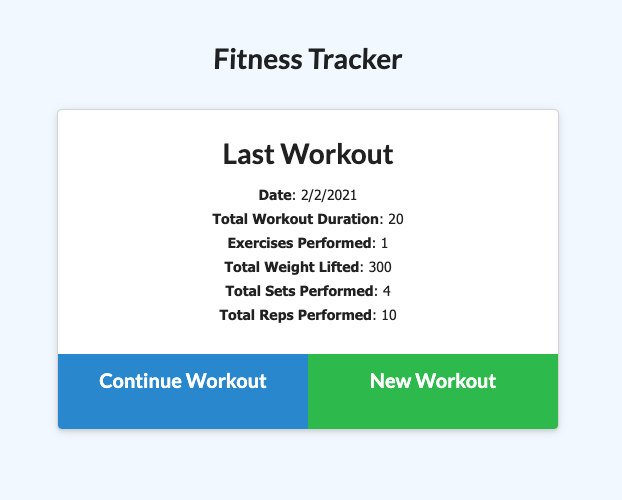 Fitness Tracker
Last Workout
Date: 2/2/2021
Total Workout Duration: 20
Exercises Performed: 1
Total Weight Lifted: 300
Total Sets Performed: 4
Total Reps Performed: 10
Continue Workout
New Workout